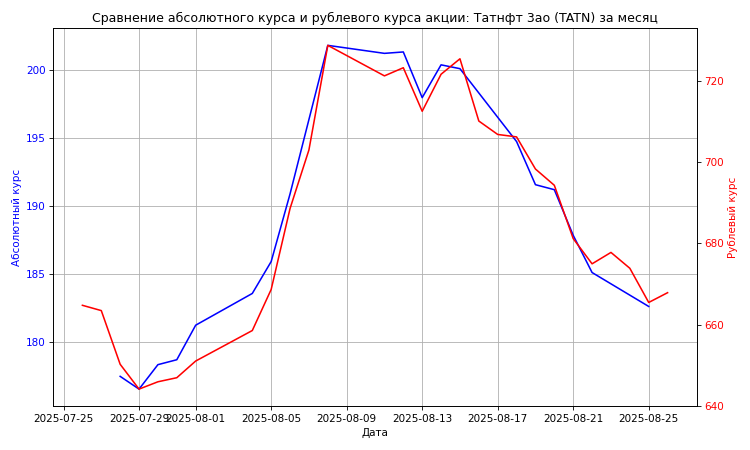 Сравнение абсолютного курса и рублевого курса акции: Татнфт 3ао (TATN) за месяц
Абсолютный курс
200
195
190
185
180
720
700
680
660
640
Рублевый курс
2025-07-25 2025-07-29 2025-08-01 2025-08-05 2025-08-09 2025-08-13 2025-08-17 2025-08-21 2025-08-25
Дата